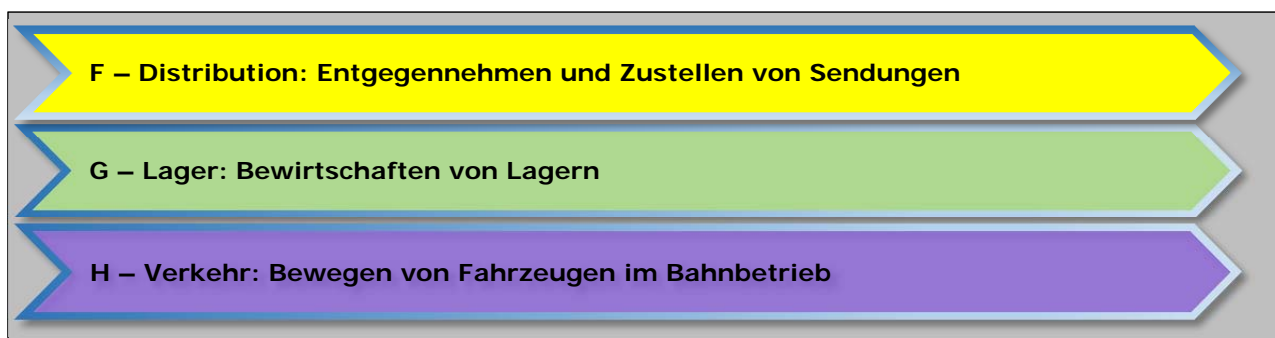 F – Distribution: Entgegennehmen und Zustellen von Sendungen
G – Lager: Bewirtschaften von Lagern
H – Verkehr: Bewegen von Fahrzeugen im Bahnbetrieb